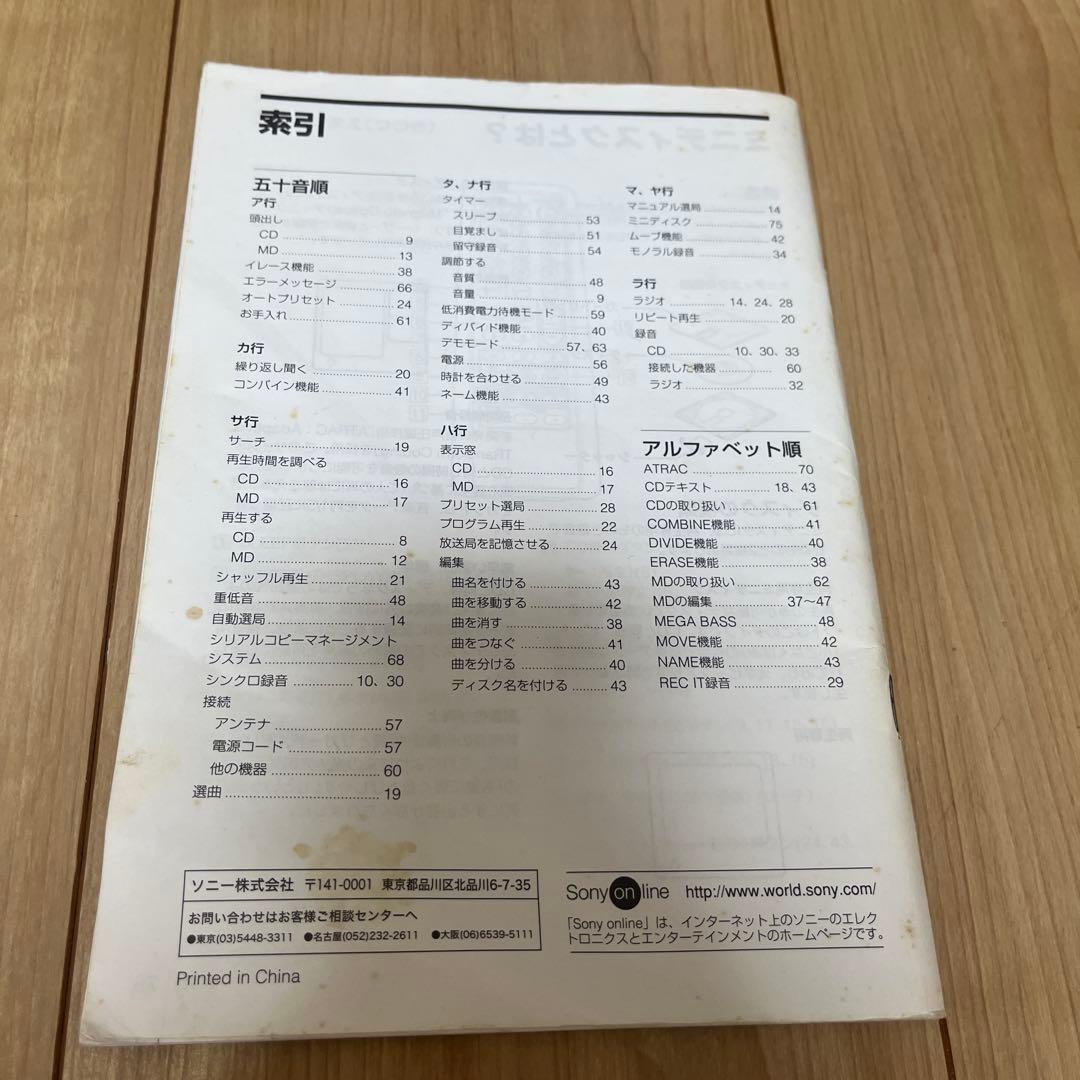 索引
五十音順
ア行
頭出し
CD 9
MD 13
イレース機能 38
エラーメッセージ 66
オートプリセット 24
お手入れ 61
カ行
繰り返し聞く 20
コンバイン機能 41
サ行
サーチ 19
再生時間を調べる
CD 16
MD 17
再生する
CD 8
MD 12
シャッフル再生 21
重低音 48
自動選局 14
シリアルコピーマネージメント
システム 68
シンクロ録音 10、30
接続
アンテナ 57
電源コード 57
他の機器 60
選曲 19
タ、ナ行
タイマー
スリープ 53
目覚まし 51
留守録音 54
調節する
音質 48
音量 9
低消費電力待機モード 59
ディバイド機能 40
デモモード 57、63
電源 56
時計を合わせる 49
ネーム機能 43
ハ行
表示窓
CD 16
MD 17
プリセット選局 28
プログラム再生 22
放送局を記憶させる 24
編集
曲名を付ける 43
曲を移動する 42
曲を消す 38
曲をつなぐ 41
曲を分ける 40
ディスク名を付ける 43
マ、ヤ行
マニュアル選局 14
ミニディスク 75
ムーブ機能 42
モノラル録音 34
ラ行
ラジオ 14、24、28
リピート再生 20
録音
CD 10、30、33
接続した機器 60
ラジオ 32
アルファベット順
ATRAC 70
CDテキスト 18、43
CDの取り扱い 61
COMBINE機能 41
DIVIDE機能 40
ERASE機能 38
MDの取り扱い 62
MDの編集 37〜47
MEGA BASS 48
MOVE機能 42
NAME機能 43
REC IT録音 29
ソニー株式会社 〒141-0001 東京都品川区北品川6-7-35
お問い合わせはお客様ご相談センターへ
●東京(03)5448-3311 ●名古屋(052)232-2611 ●大阪(06)6539-5111
Printed in China
Sony online http://www.world.sony.com/
「Sony online」は、インターネット上のソニーのエレク
トロニクスとエンターテインメントのホームページです。